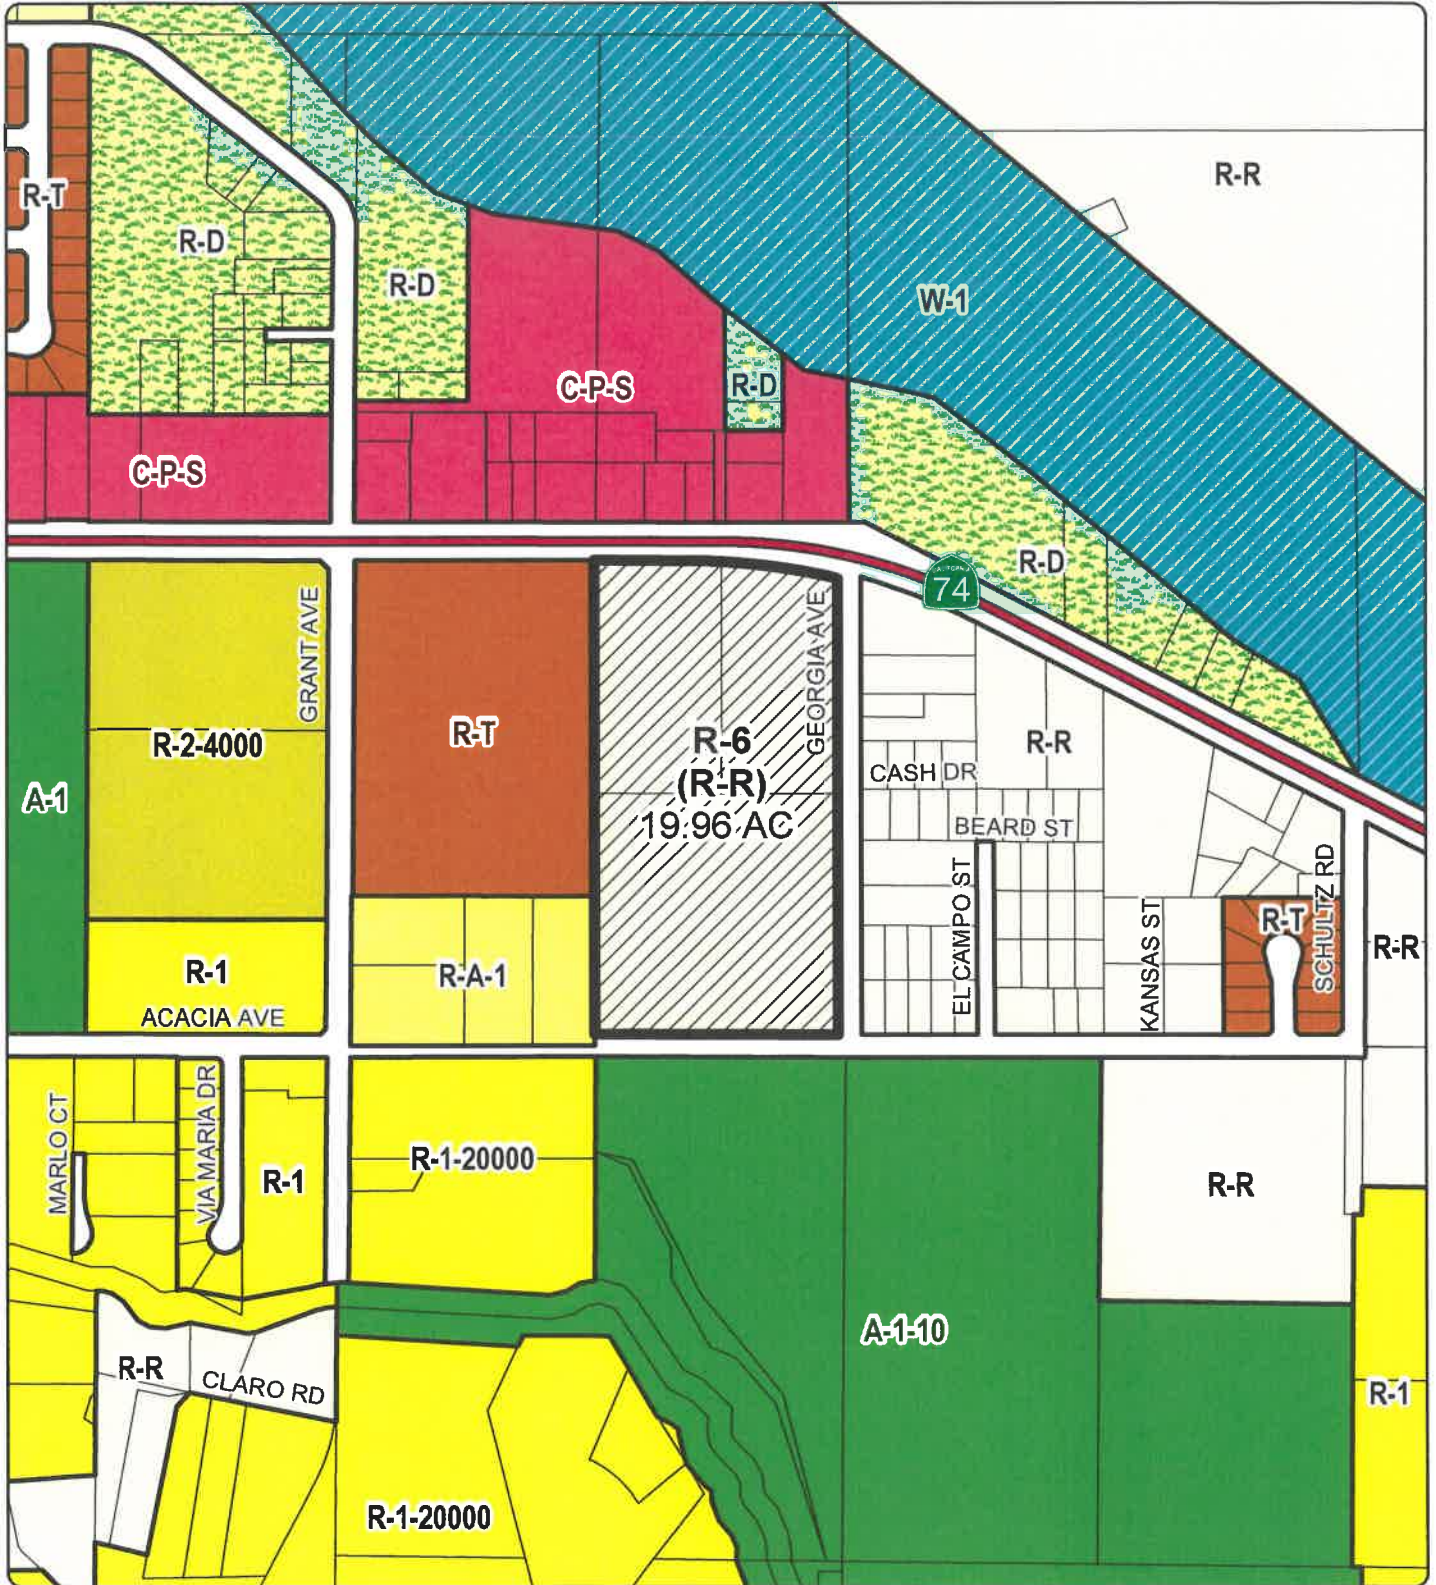 R-R
R-T
R-D
R-D
W-1
C-P-S
R-D
C-P-S
R-D
CALIFORNIA
74
GRANT AVE
GEORGIA AVE
R-2-4000
R-T
R-6
(R-R)
19.96 AC
R-R
A-1
CASH DR
BEARD ST
EL CAMPO ST
KANSAS ST
R-T
SCHULTZ RD
R-R
R-1
R-A-1
ACACIA AVE
MARLO CT
VIA MARIA DR
R-1
R-1-20000
R-R
A-1-10
R-R
CLARO RD
R-1
R-1-20000